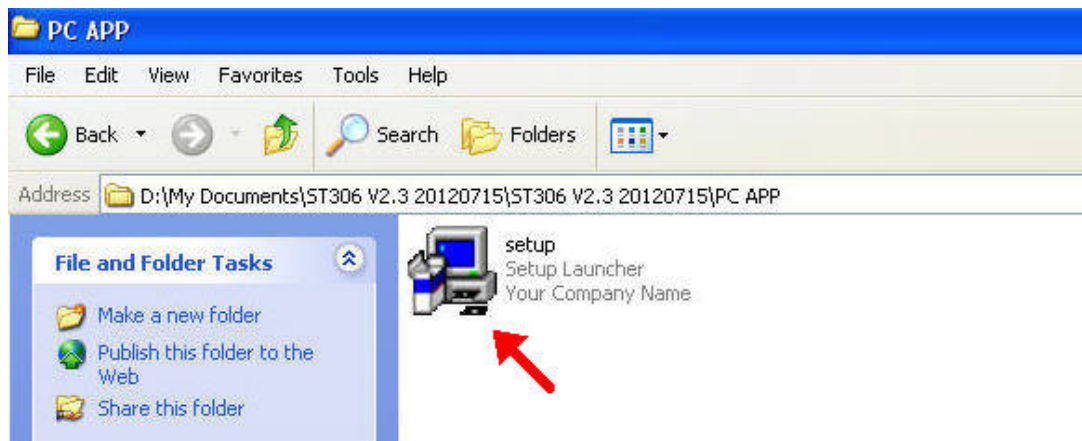 PC APP
File Edit View Favorites Tools Help
Back Search Folders
Address D:\My Documents\ST306 V2.3 20120715\ST306 V2.3 20120715\PC APP
File and Folder Tasks
Make a new folder
Publish this folder to the
Web
Share this folder
setup
Setup Launcher
Your Company Name